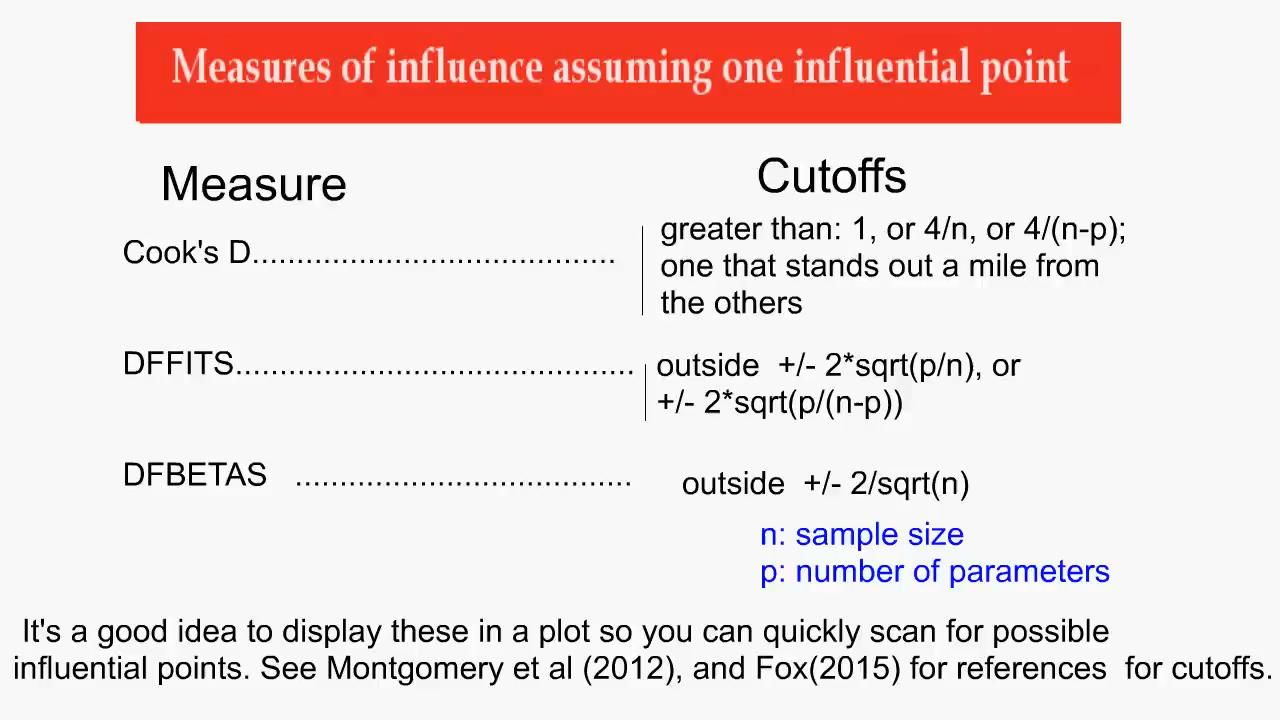 Measures of influence assuming one influential point
Measure
Cutoffs
Cook's D.........................................
greater than: 1, or 4/n, or 4/(n-p);
one that stands out a mile from
the others
DFFITS.............................................
outside  +/- 2*sqrt(p/n), or
+/- 2*sqrt(p/(n-p))
DFBETAS   ......................................
outside  +/- 2/sqrt(n)
n: sample size
p: number of parameters
It's a good idea to display these in a plot so you can quickly scan for possible
influential points. See Montgomery et al (2012), and Fox(2015) for references  for cutoffs.